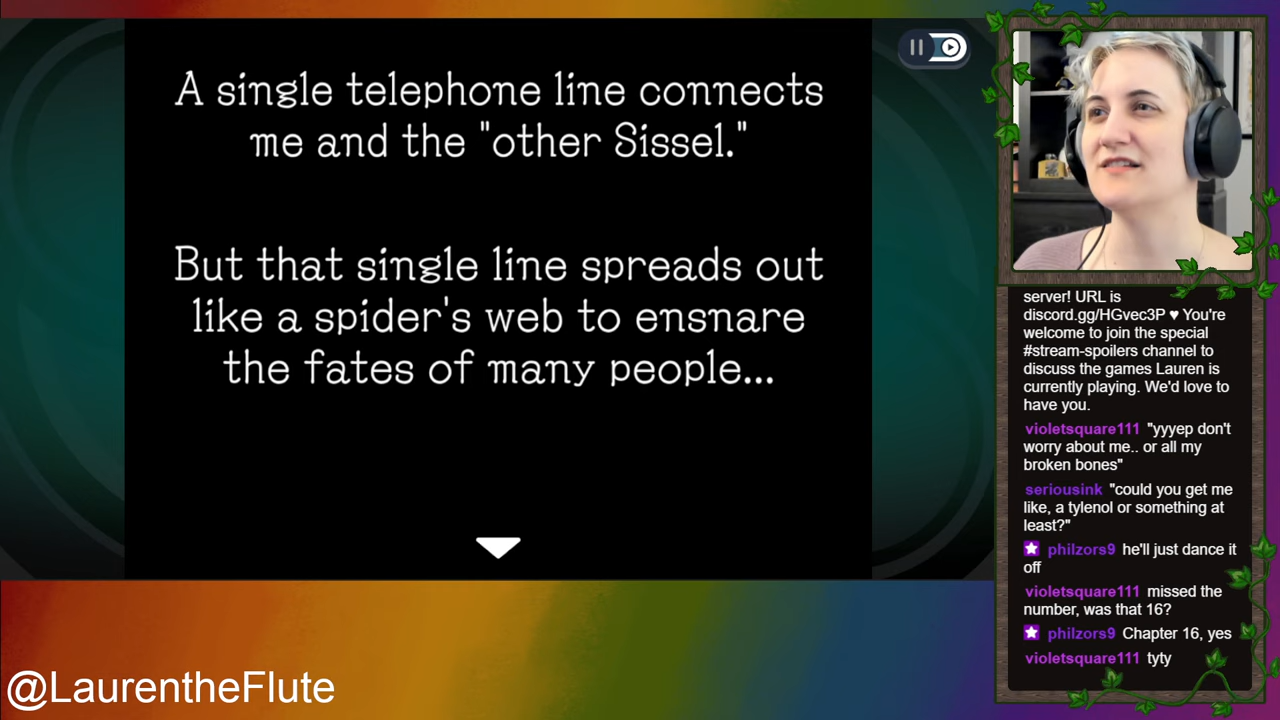 A single telephone line connects
me and the "other Sissel."
But that single line spreads out
like a spider's web to ensnare
the fates of many people...
server! URL is
discord.gg/HGvec3P ♥ You're
welcome to join the special
#stream-spoilers channel to
discuss the games Lauren is
currently playing. We'd love to
have you.
violetsquare111 "yyyep don't
worry about me.. or all my
broken bones"
seriousink "could you get me
like, a tylenol or something at
least?"
philzors9 he'll just dance it
off
violetsquare111 missed the
number, was that 16?
philzors9 Chapter 16, yes
violetsquare111 tyty
@LaurentheFlute